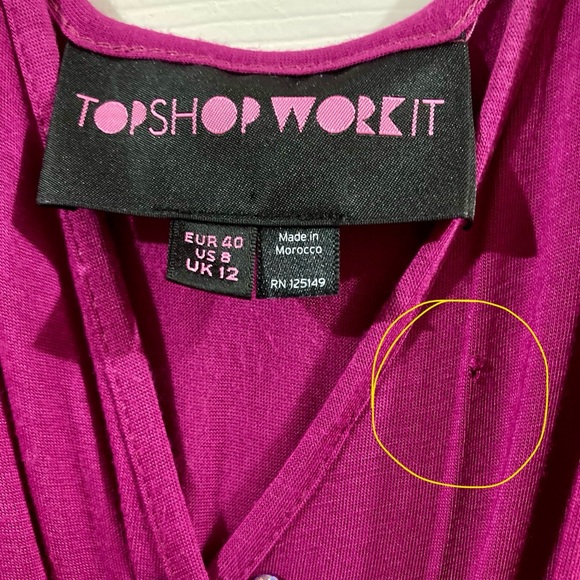 TOPSHOP WORK IT
EUR 40
US 8
UK 12
Made in
Morocco
RN 125149